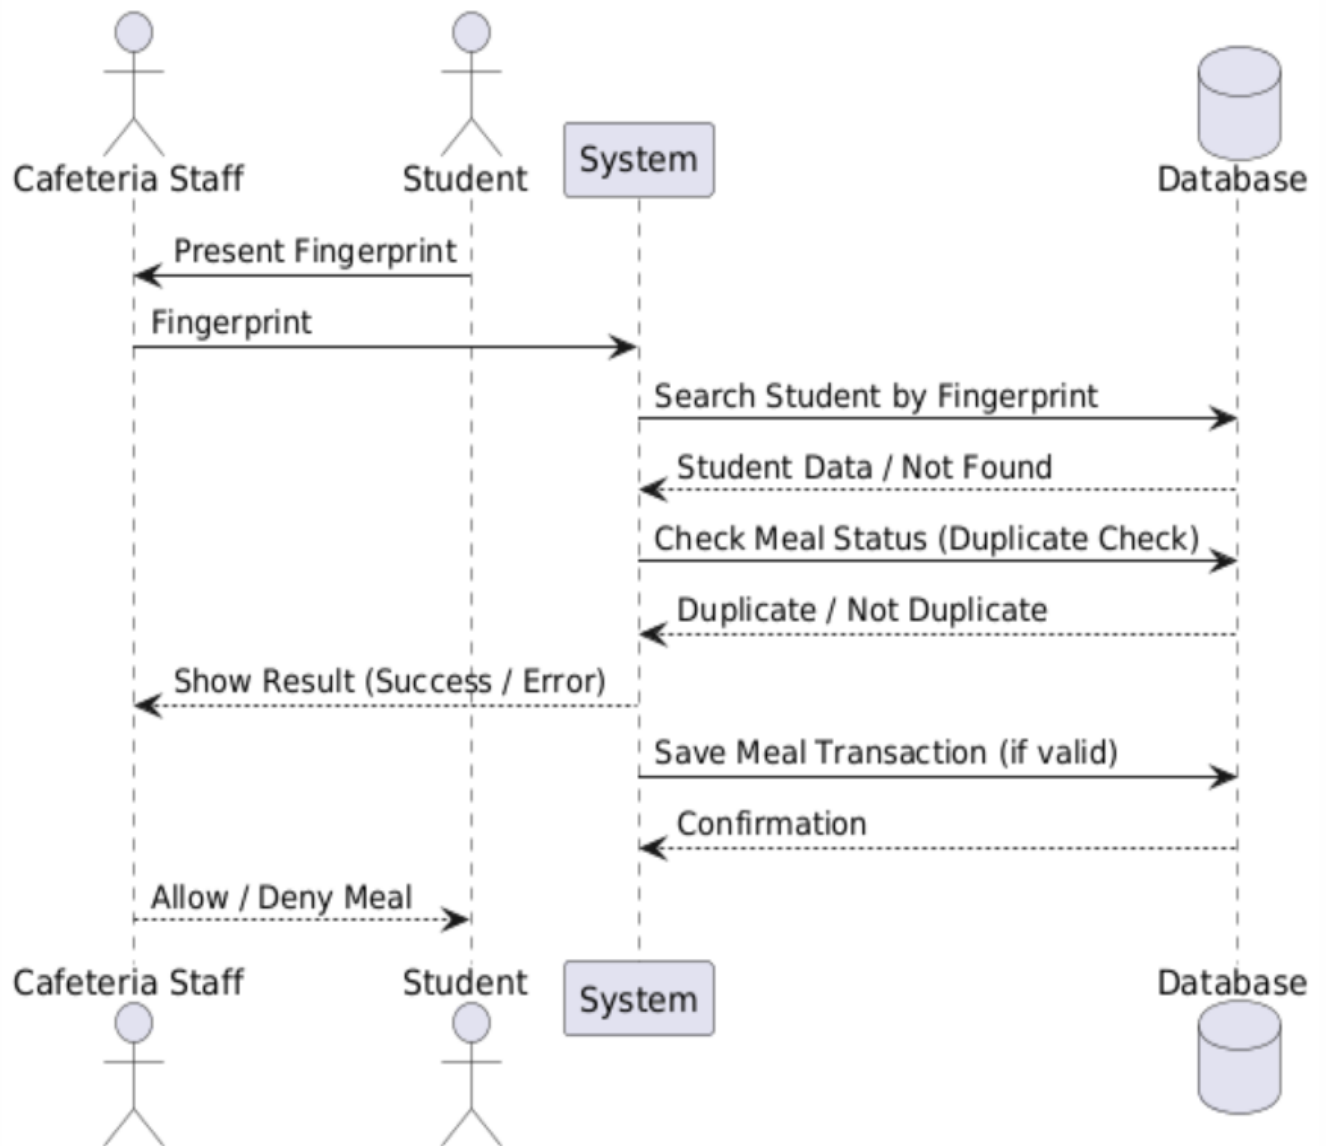 Cafeteria Staff
Student
System
Database
Present Fingerprint
Fingerprint
Search Student by Fingerprint
Student Data / Not Found
Check Meal Status (Duplicate Check)
Duplicate / Not Duplicate
Show Result (Success / Error)
Save Meal Transaction (if valid)
Confirmation
Allow / Deny Meal
Cafeteria Staff
Student
System
Database